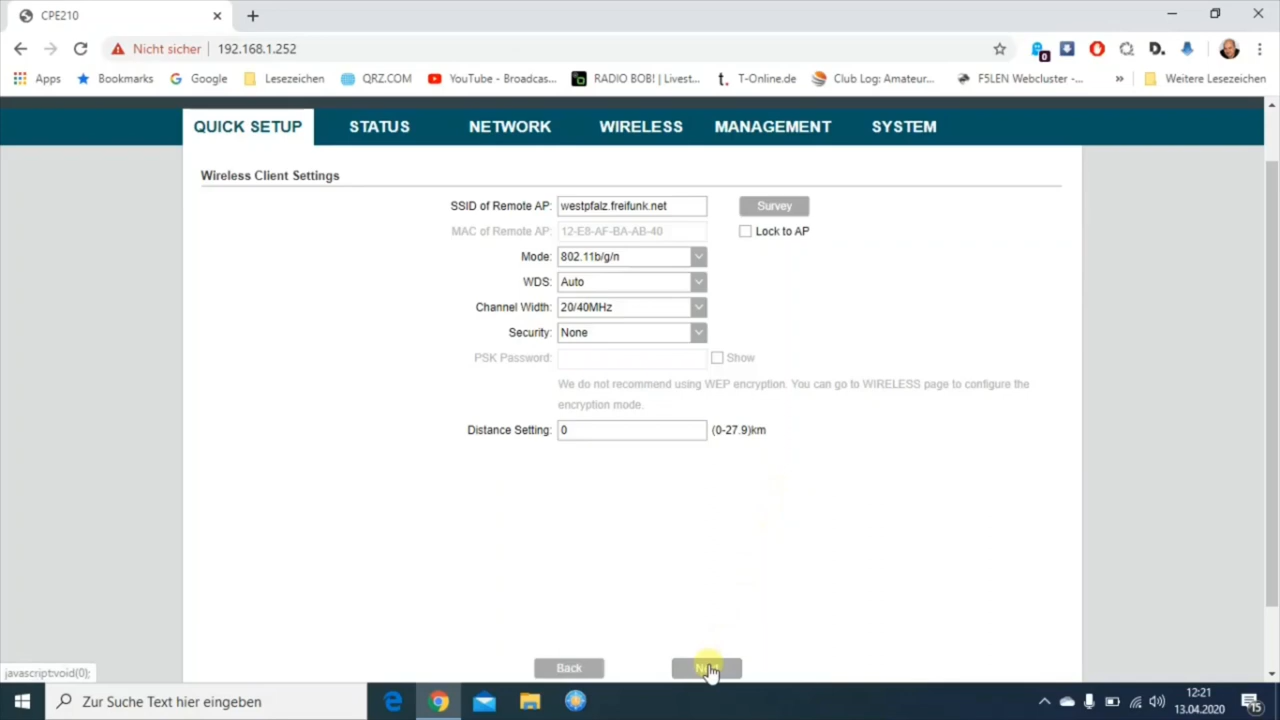 CPE210
Nicht sicher 192.168.1.252
0
Apps Bookmarks Google Lesezeichen QRZ.COM YouTube - Broadcas... RADIO BOB! | Livest... T-Online.de Club Log: Amateur... F5LEN Webcluster -... » Weitere Lesezeichen
QUICK SETUP STATUS NETWORK WIRELESS MANAGEMENT SYSTEM
Wireless Client Settings
SSID of Remote AP: westpfalz.freifunk.net Survey
MAC of Remote AP: 12-E8-AF-BA-AB-40 Lock to AP
Mode: 802.11b/g/n
WDS: Auto
Channel Width: 20/40MHz
Security: None
PSK Password: Show
We do not recommend using WEP encryption. You can go to WIRELESS page to configure the
encryption mode.
Distance Setting: 0 (0-27.9)km
Back
javascript:void(0);
Zur Suche Text hier eingeben
12:21
13.04.2020
15